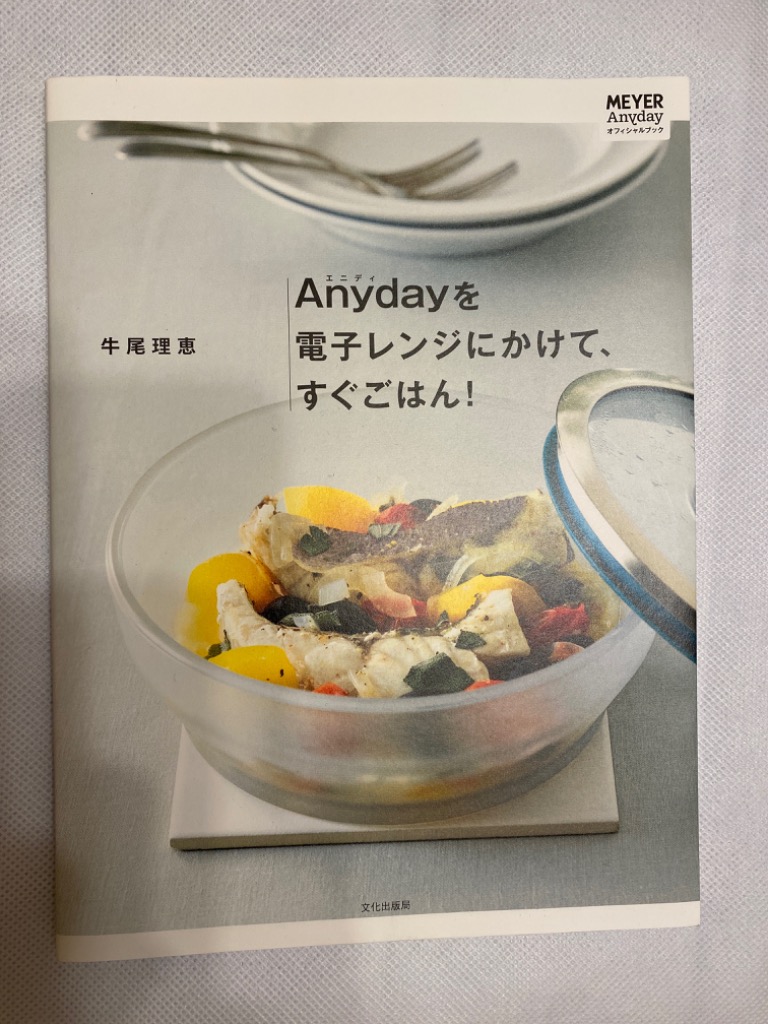 MEYER
Anyday
オフィシャルブック
エニディ
Anydayを
電子レンジにかけて、
すぐごはん!
牛尾理恵
文化出版局